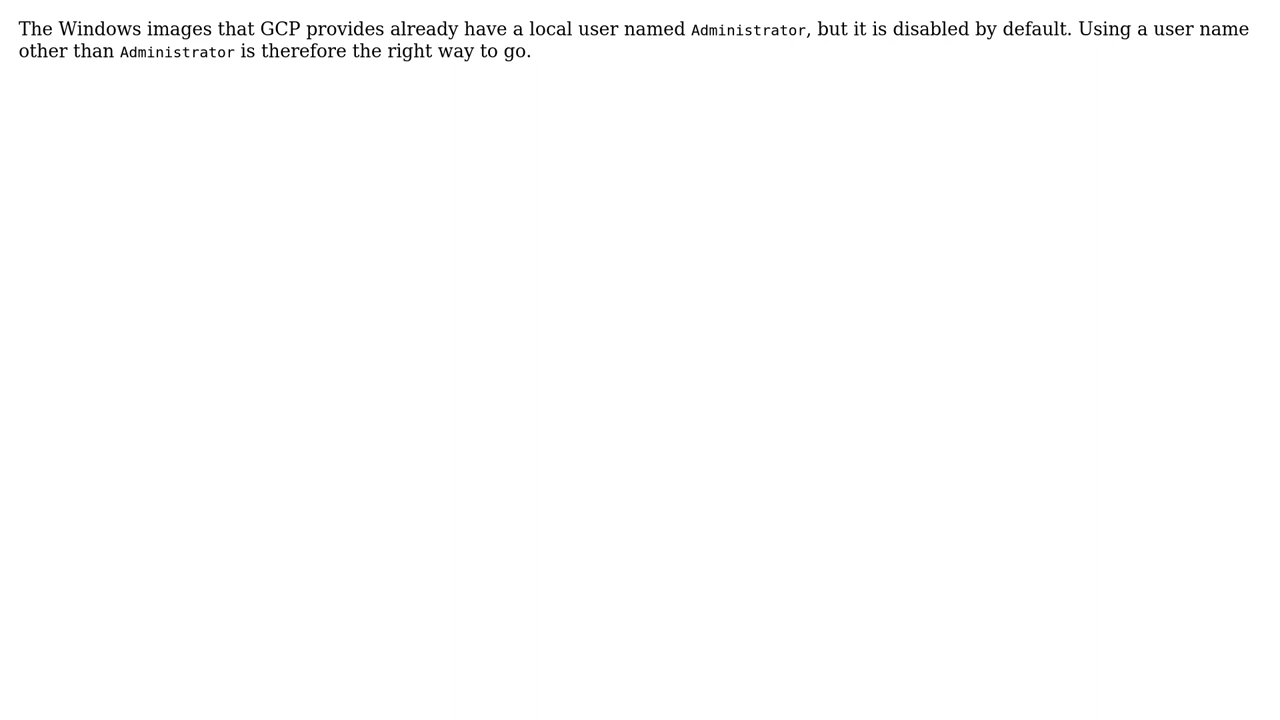 The Windows images that GCP provides already have a local user named Administrator, but it is disabled by default. Using a user name
other than Administrator is therefore the right way to go.